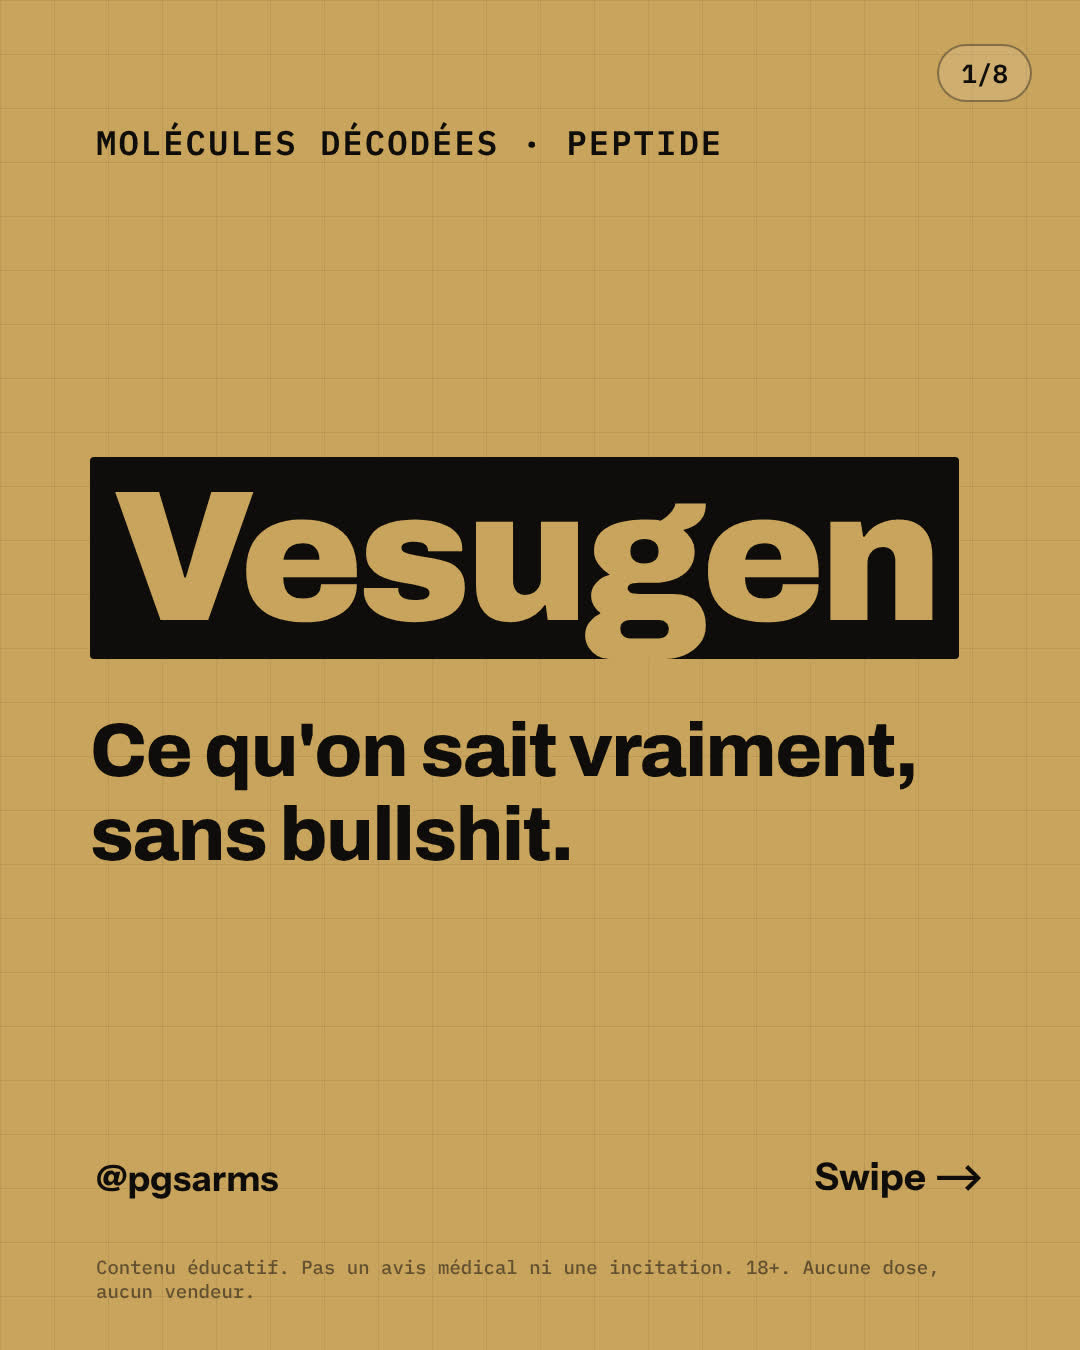 1/8
MOLÉCULES DÉCODÉES · PEPTIDE
Vesugen
Ce qu'on sait vraiment,
sans bullshit.
@pgsarms
Swipe →
Contenu éducatif. Pas un avis médical ni une incitation. 18+. Aucune dose,
aucun vendeur.